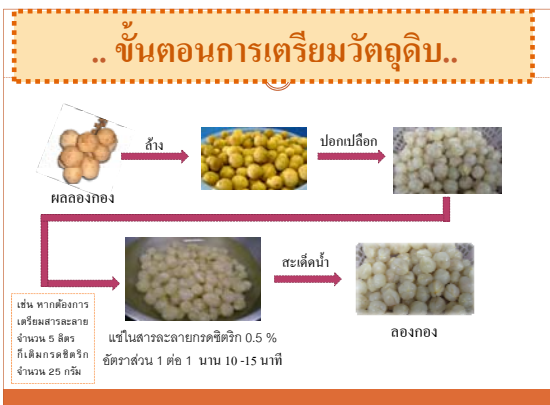 .. ขั้นตอนการเตรียมวัตถุดิบ..
ล้าง
ปอกเปลือก
ผลลองกอง
สะเด็ดน้ำ
เช่น หากต้องการ
เตรียมสารละลาย
จำนวน 5 ลิตร
ก็เติมกรดซิตริก
จำนวน 25 กรัม
แช่ในสารละลายกรดซิตริก 0.5 %
อัตราส่วน 1 ต่อ 1 นาน 10 -15 นาที
ลองกอง